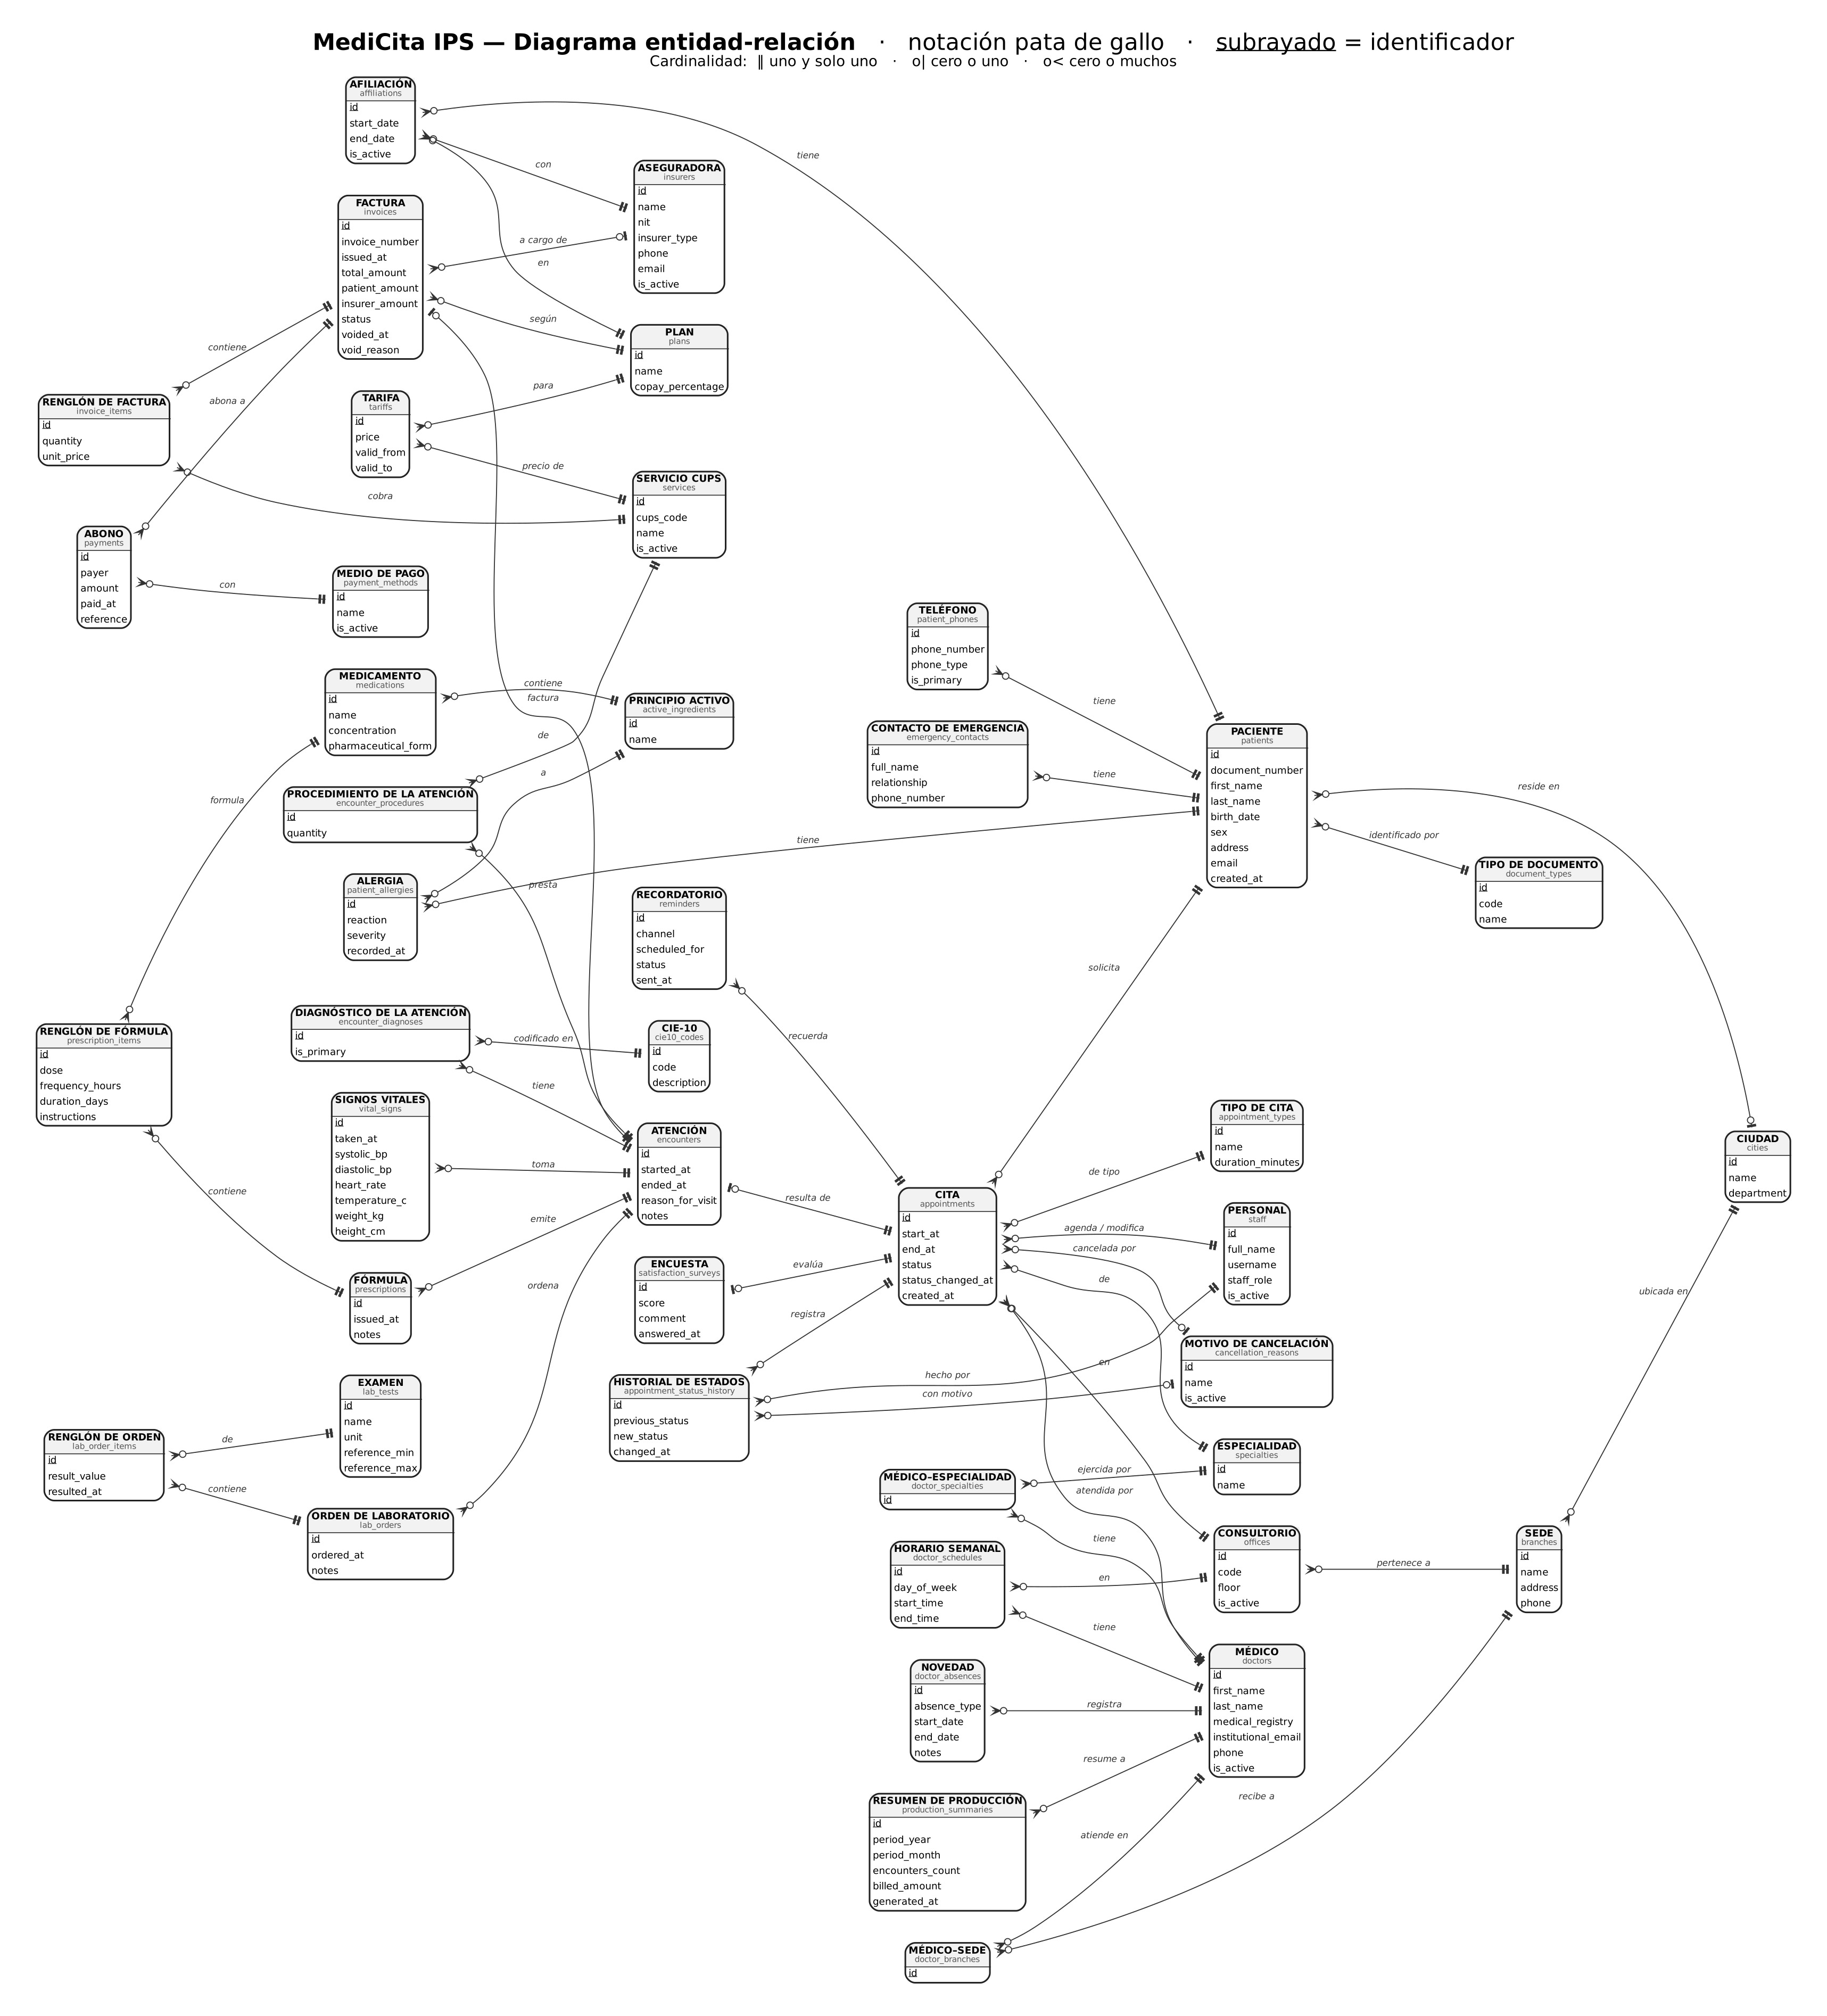 MediCita IPS — Diagrama entidad-relación · notación pata de gallo · subrayado = identificador
Cardinalidad: ‖ uno y solo uno · o| cero o uno · o< cero o muchos
AFILIACIÓN
affiliations
id
start_date
end_date
is_active
tiene
con
ASEGURADORA
insurers
id
name
nit
insurer_type
phone
email
is_active
FACTURA
invoices
id
invoice_number
issued_at
total_amount
patient_amount
insurer_amount
status
voided_at
void_reason
a cargo de
en
según
PLAN
plans
id
name
copay_percentage
contiene
abona a
RENGLÓN DE FACTURA
invoice_items
id
quantity
unit_price
TARIFA
tariffs
id
price
valid_from
valid_to
para
precio de
cobra
SERVICIO CUPS
services
id
cups_code
name
is_active
ABONO
payments
id
payer
amount
paid_at
reference
con
MEDIO DE PAGO
payment_methods
id
name
is_active
TELÉFONO
patient_phones
id
phone_number
phone_type
is_primary
tiene
MEDICAMENTO
medications
id
name
concentration
pharmaceutical_form
contiene
factura
PRINCIPIO ACTIVO
active_ingredients
id
name
de
a
CONTACTO DE EMERGENCIA
emergency_contacts
id
full_name
relationship
phone_number
tiene
PACIENTE
patients
id
document_number
first_name
last_name
birth_date
sex
address
email
created_at
reside en
identificado por
TIPO DE DOCUMENTO
document_types
id
code
name
formula
PROCEDIMIENTO DE LA ATENCIÓN
encounter_procedures
id
quantity
tiene
presta
ALERGIA
patient_allergies
id
reaction
severity
recorded_at
RECORDATORIO
reminders
id
channel
scheduled_for
status
sent_at
solicita
recuerda
RENGLÓN DE FÓRMULA
prescription_items
id
dose
frequency_hours
duration_days
instructions
DIAGNÓSTICO DE LA ATENCIÓN
encounter_diagnoses
id
is_primary
codificado en
tiene
CIE-10
cie10_codes
id
code
description
SIGNOS VITALES
vital_signs
id
taken_at
systolic_bp
diastolic_bp
heart_rate
temperature_c
weight_kg
height_cm
toma
emite
ATENCIÓN
encounters
id
started_at
ended_at
reason_for_visit
notes
resulta de
TIPO DE CITA
appointment_types
id
name
duration_minutes
de tipo
CIUDAD
cities
id
name
department
contiene
CITA
appointments
id
start_at
end_at
status
status_changed_at
created_at
agenda / modifica
cancelada por
de
PERSONAL
staff
id
full_name
username
staff_role
is_active
FÓRMULA
prescriptions
id
issued_at
notes
ordena
ENCUESTA
satisfaction_surveys
id
score
comment
answered_at
evalúa
registra
ubicada en
MOTIVO DE CANCELACIÓN
cancellation_reasons
id
name
is_active
en
hecho por
con motivo
HISTORIAL DE ESTADOS
appointment_status_history
id
previous_status
new_status
changed_at
EXAMEN
lab_tests
id
name
unit
reference_min
reference_max
RENGLÓN DE ORDEN
lab_order_items
id
result_value
resulted_at
de
contiene
ORDEN DE LABORATORIO
lab_orders
id
ordered_at
notes
ESPECIALIDAD
specialties
id
name
MÉDICO–ESPECIALIDAD
doctor_specialties
id
ejercida por
atendida por
tiene
CONSULTORIO
offices
id
code
floor
is_active
pertenece a
SEDE
branches
id
name
address
phone
HORARIO SEMANAL
doctor_schedules
id
day_of_week
start_time
end_time
en
tiene
MÉDICO
doctors
id
first_name
last_name
medical_registry
institutional_email
phone
is_active
NOVEDAD
doctor_absences
id
absence_type
start_date
end_date
notes
registra
resume a
recibe a
RESUMEN DE PRODUCCIÓN
production_summaries
id
period_year
period_month
encounters_count
billed_amount
generated_at
atiende en
MÉDICO–SEDE
doctor_branches
id